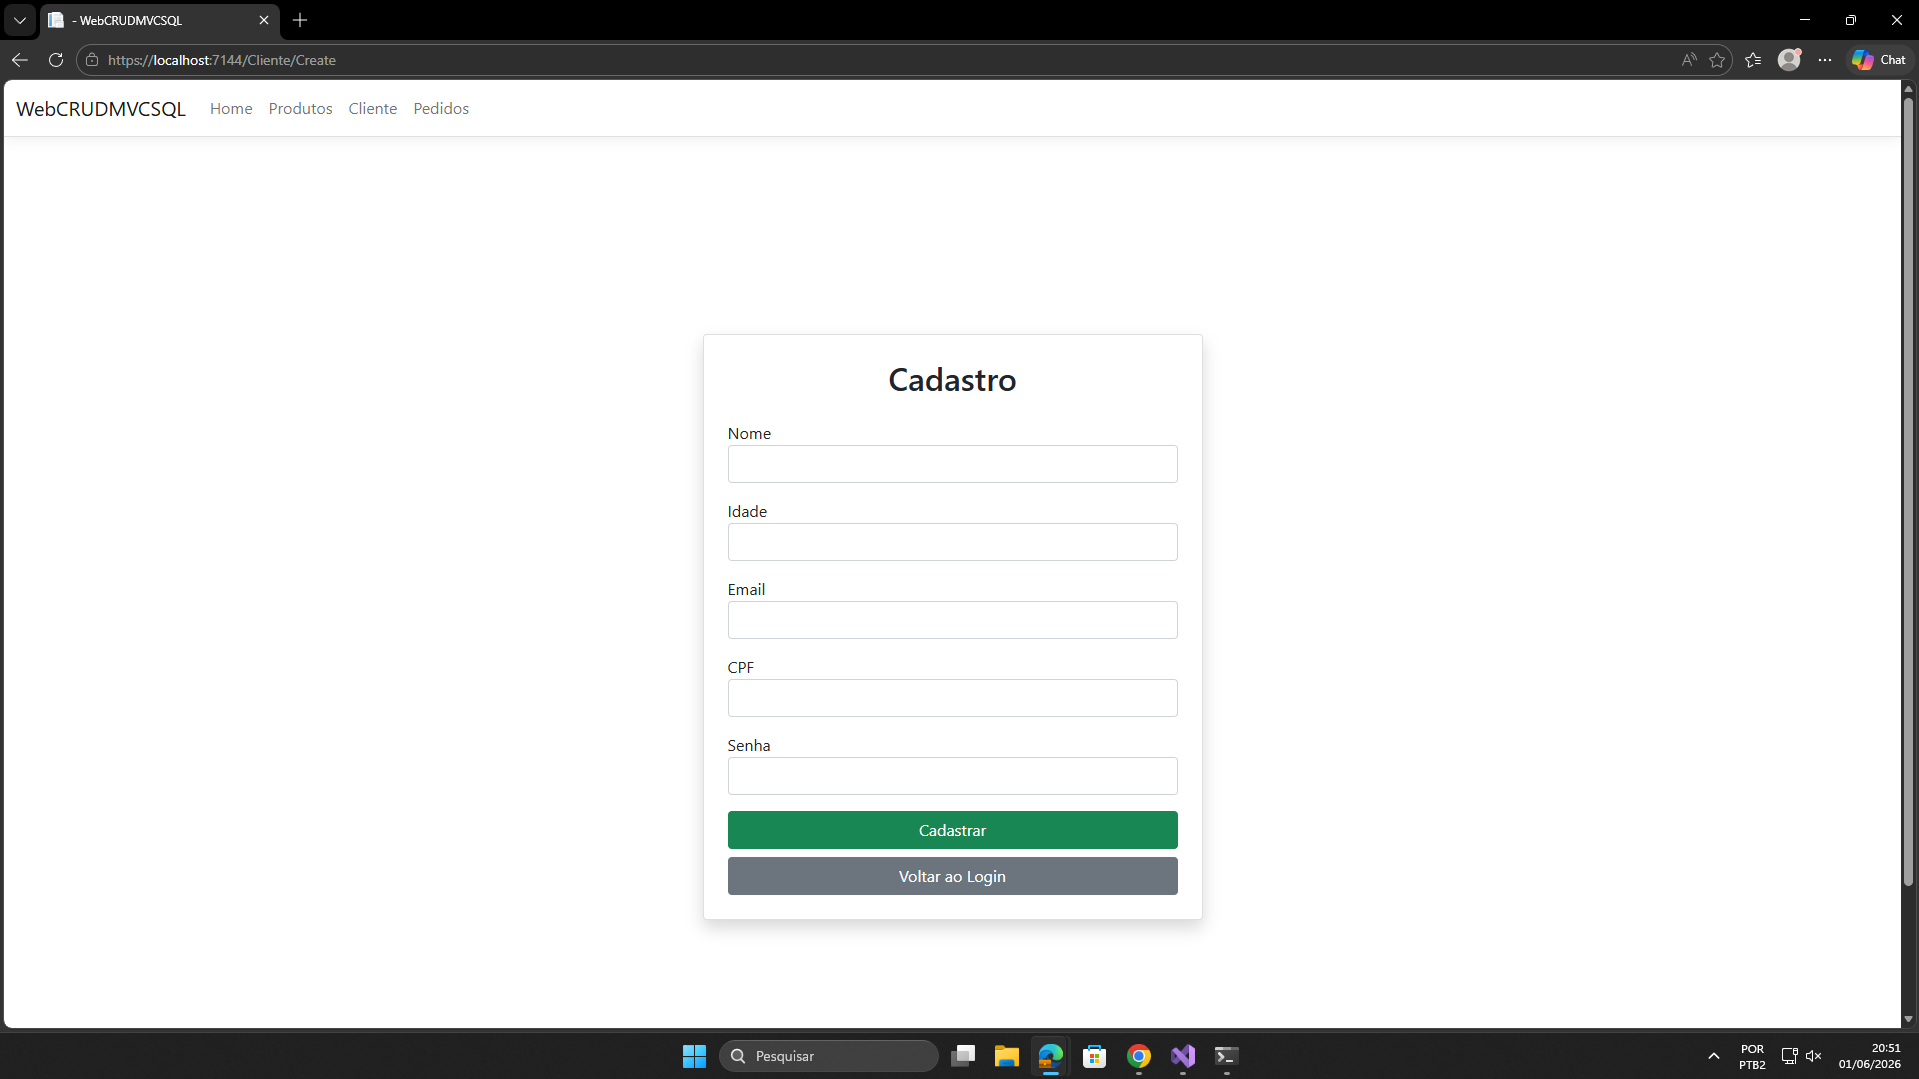 - WebCRUDMVCSQL
https://localhost:7144/Cliente/Create
Chat
WebCRUDMVCSQL Home Produtos Cliente Pedidos
Cadastro
Nome
Idade
Email
CPF
Senha
Cadastrar
Voltar ao Login
Pesquisar
POR
PTB2
20:51
01/06/2026